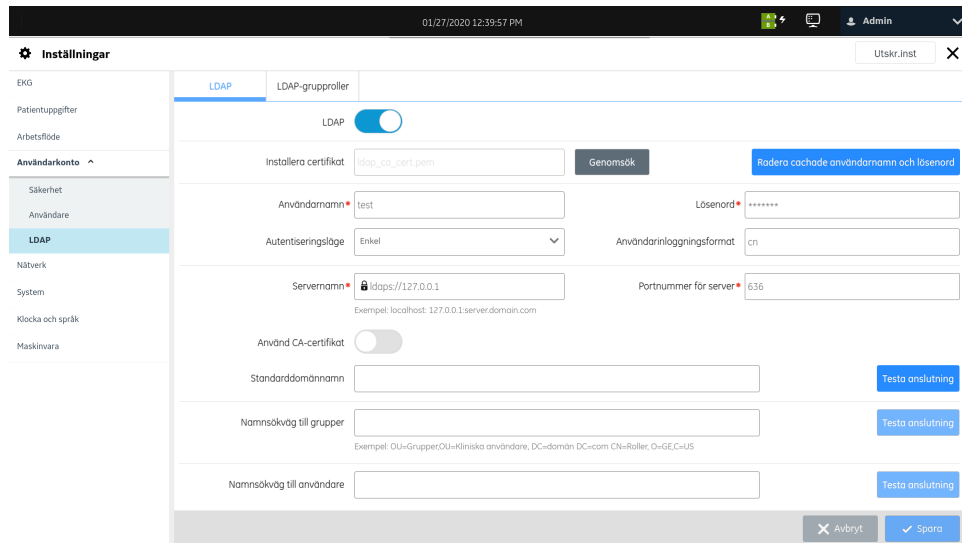 01/27/2020 12:39:57 PM
A
B
Admin
Inställningar
Utskr.inst
EKG
Patientuppgifter
Arbetsflöde
Användarkonto
Säkerhet
Användare
LDAP
Nätverk
System
Klocka och språk
Maskinvara
LDAP
LDAP-grupproller
LDAP
Installera certifikat
ldap_ca_cert.pem
Genomsök
Radera cachade användarnamn och lösenord
Användarnamn*
test
Lösenord*
*******
Autentiseringsläge
Enkel
Användarinloggningsformat
cn
Servernamn*
ldaps://127.0.0.1
Portnummer för server*
636
Exempel: localhost: 127.0.0.1:server.domain.com
Använd CA-certifikat
Standarddomännamn
Testa anslutning
Namnsökväg till grupper
Testa anslutning
Exempel: OU=Grupper,OU=Kliniska användare, DC=domän DC=com CN=Roller, O=GE,C=US
Namnsökväg till användare
Testa anslutning
Avbryt
Spara